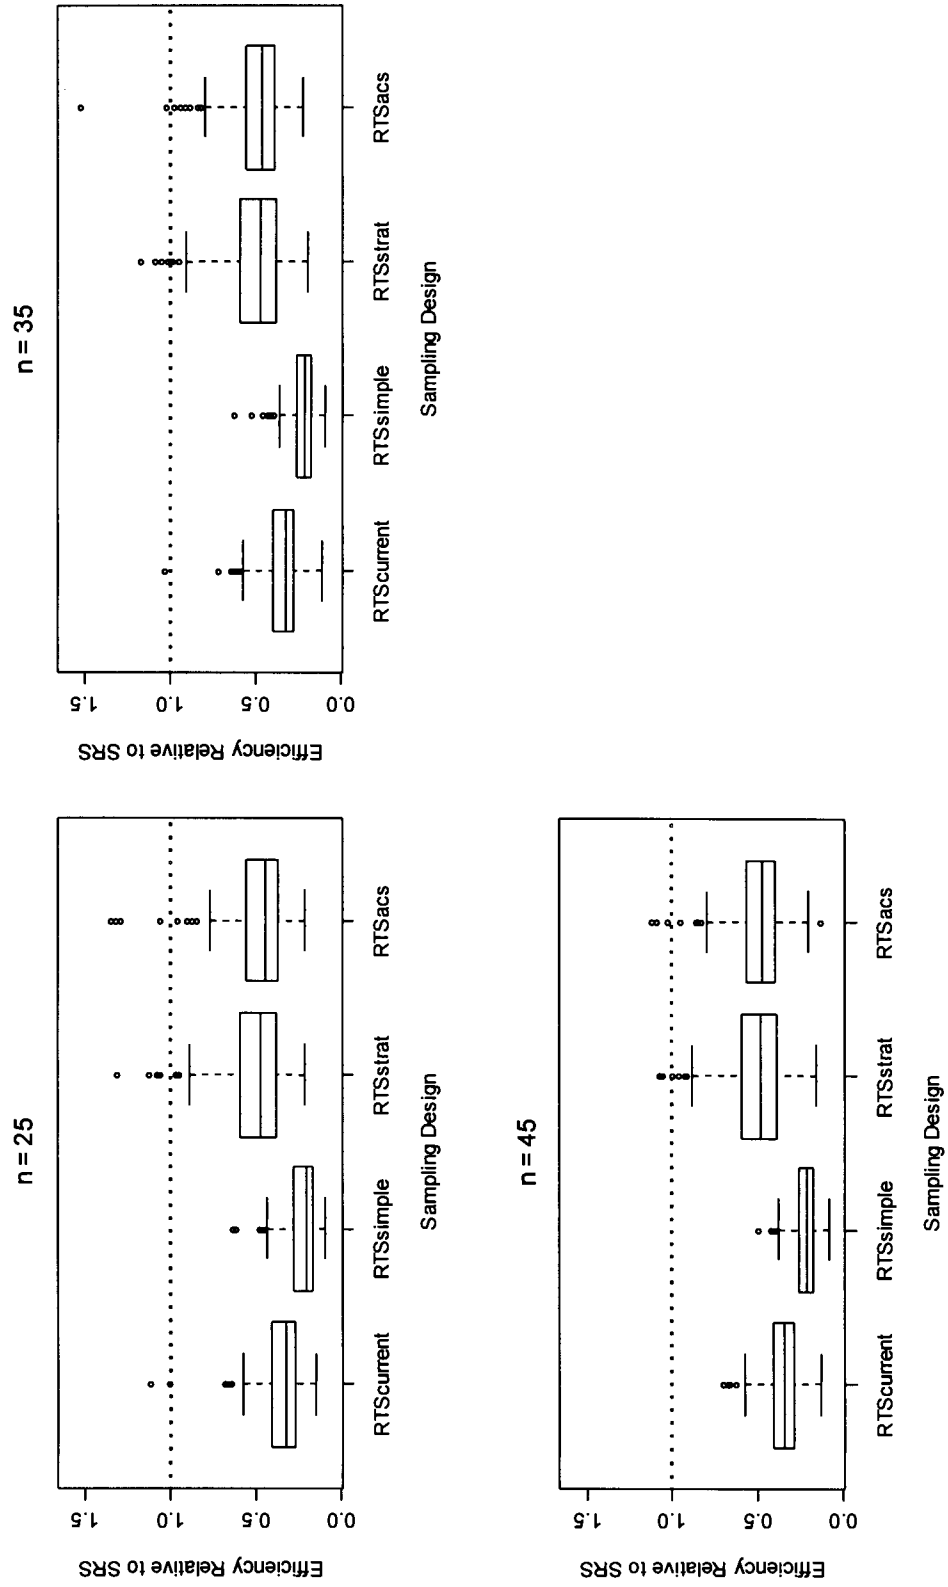 n = 25
Efficiency Relative to SRS
1.5
1.0
0.5
0.0
RTScurrent
RTSsimple
RTSstrat
RTSacs
Sampling Design
n = 35
Efficiency Relative to SRS
1.5
1.0
0.5
0.0
RTScurrent
RTSsimple
RTSstrat
RTSacs
Sampling Design
n = 45
Efficiency Relative to SRS
1.5
1.0
0.5
0.0
RTScurrent
RTSsimple
RTSstrat
RTSacs
Sampling Design